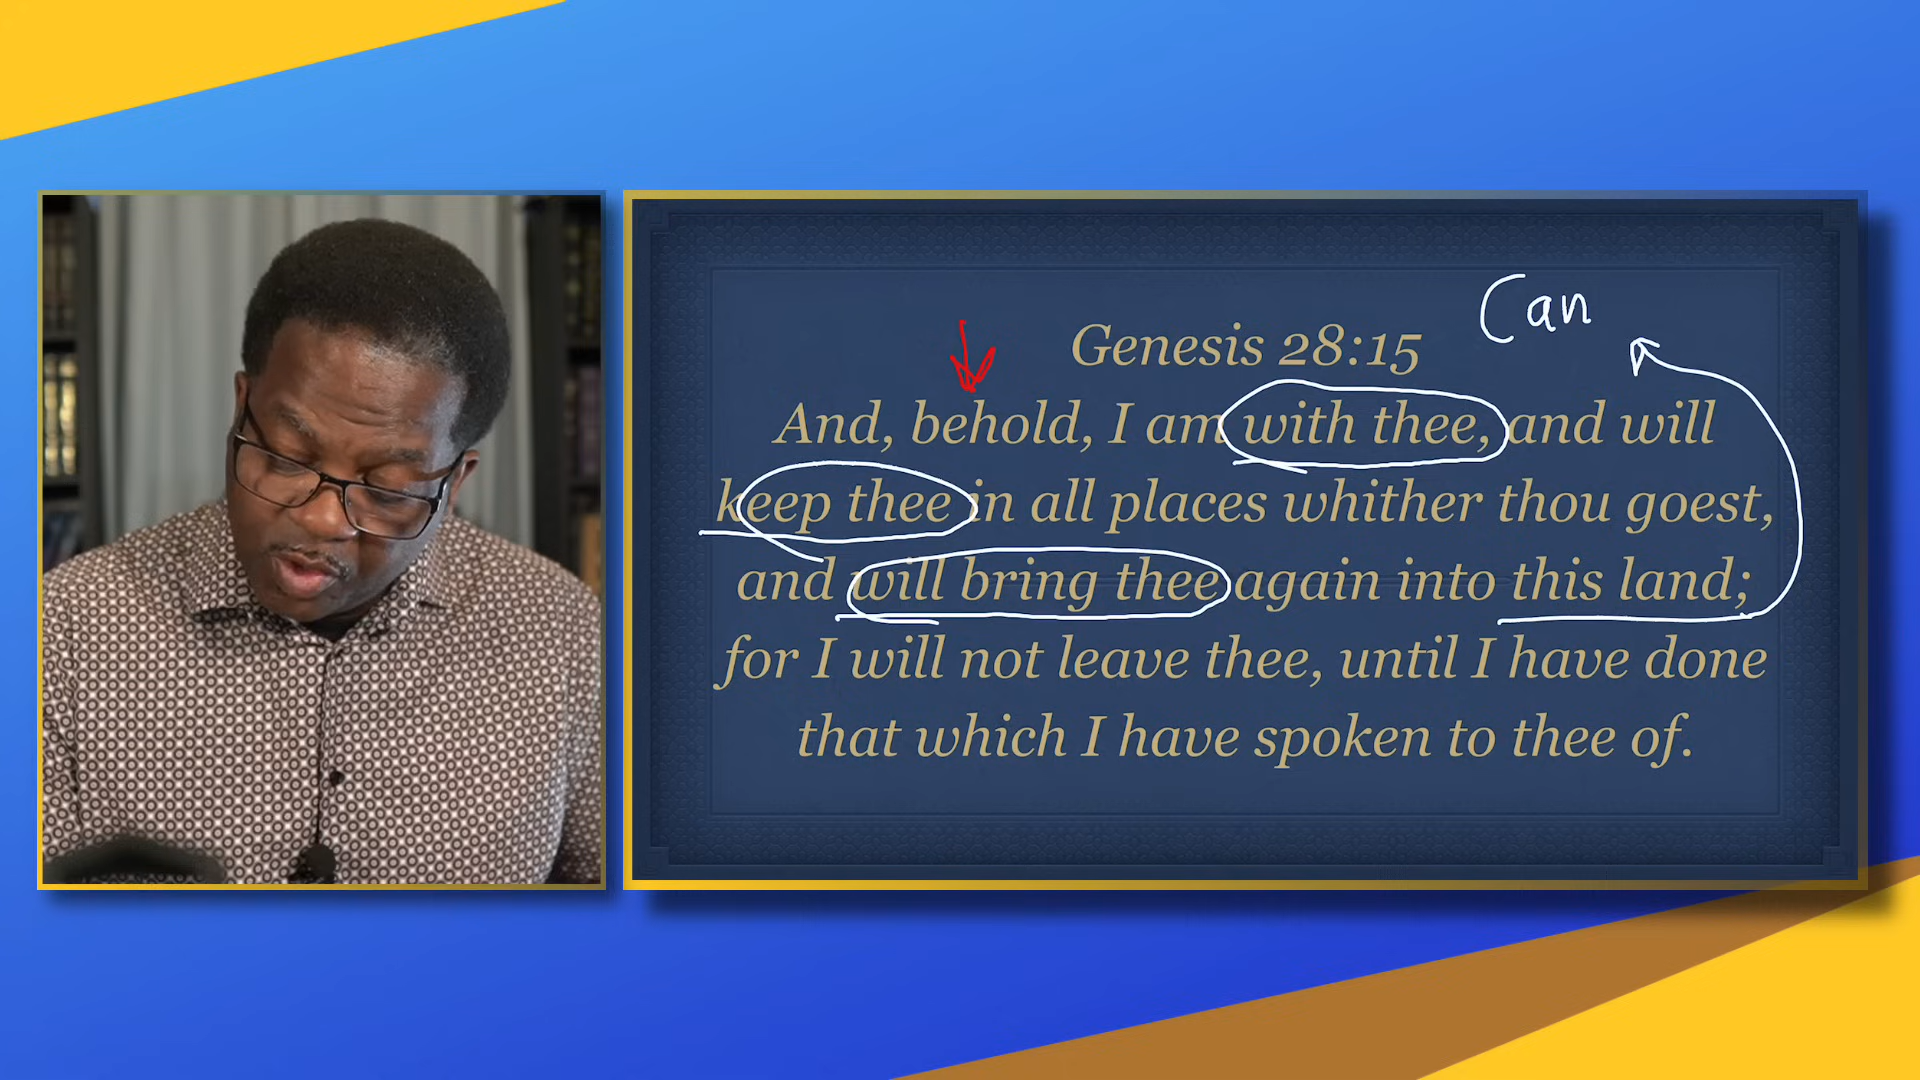 Can
Genesis 28:15
And, behold, I am with thee, and will
keep thee in all places whither thou goest,
and will bring thee again into this land;
for I will not leave thee, until I have done
that which I have spoken to thee of.